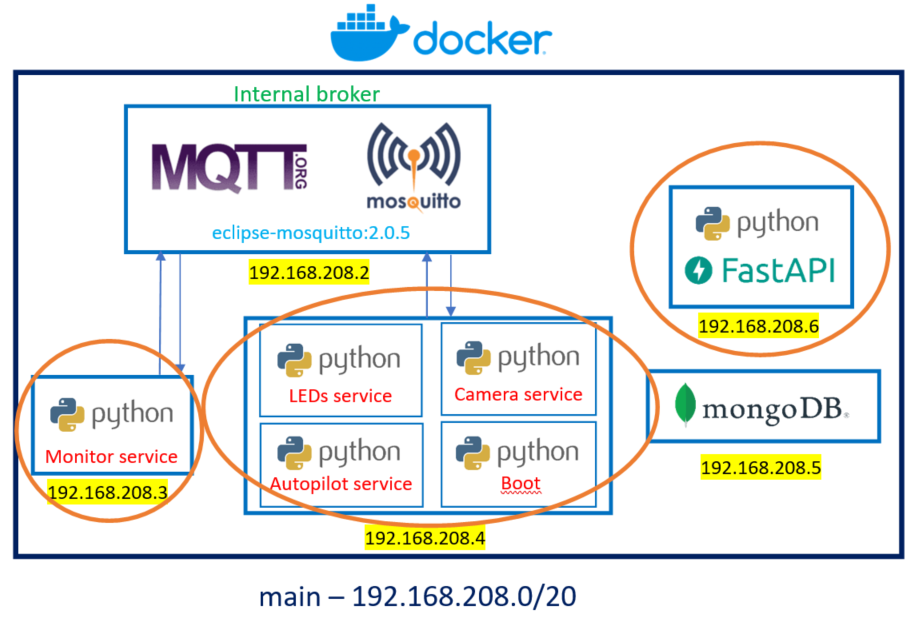 docker
Internal broker
MQTT.ORG
mosquitto
eclipse-mosquitto:2.0.5
192.168.208.2
python
FastAPI
192.168.208.6
python
LEDs service
python
Camera service
python
Monitor service
192.168.208.3
python
Autopilot service
python
Boot
192.168.208.4
mongoDB®
192.168.208.5
main – 192.168.208.0/20